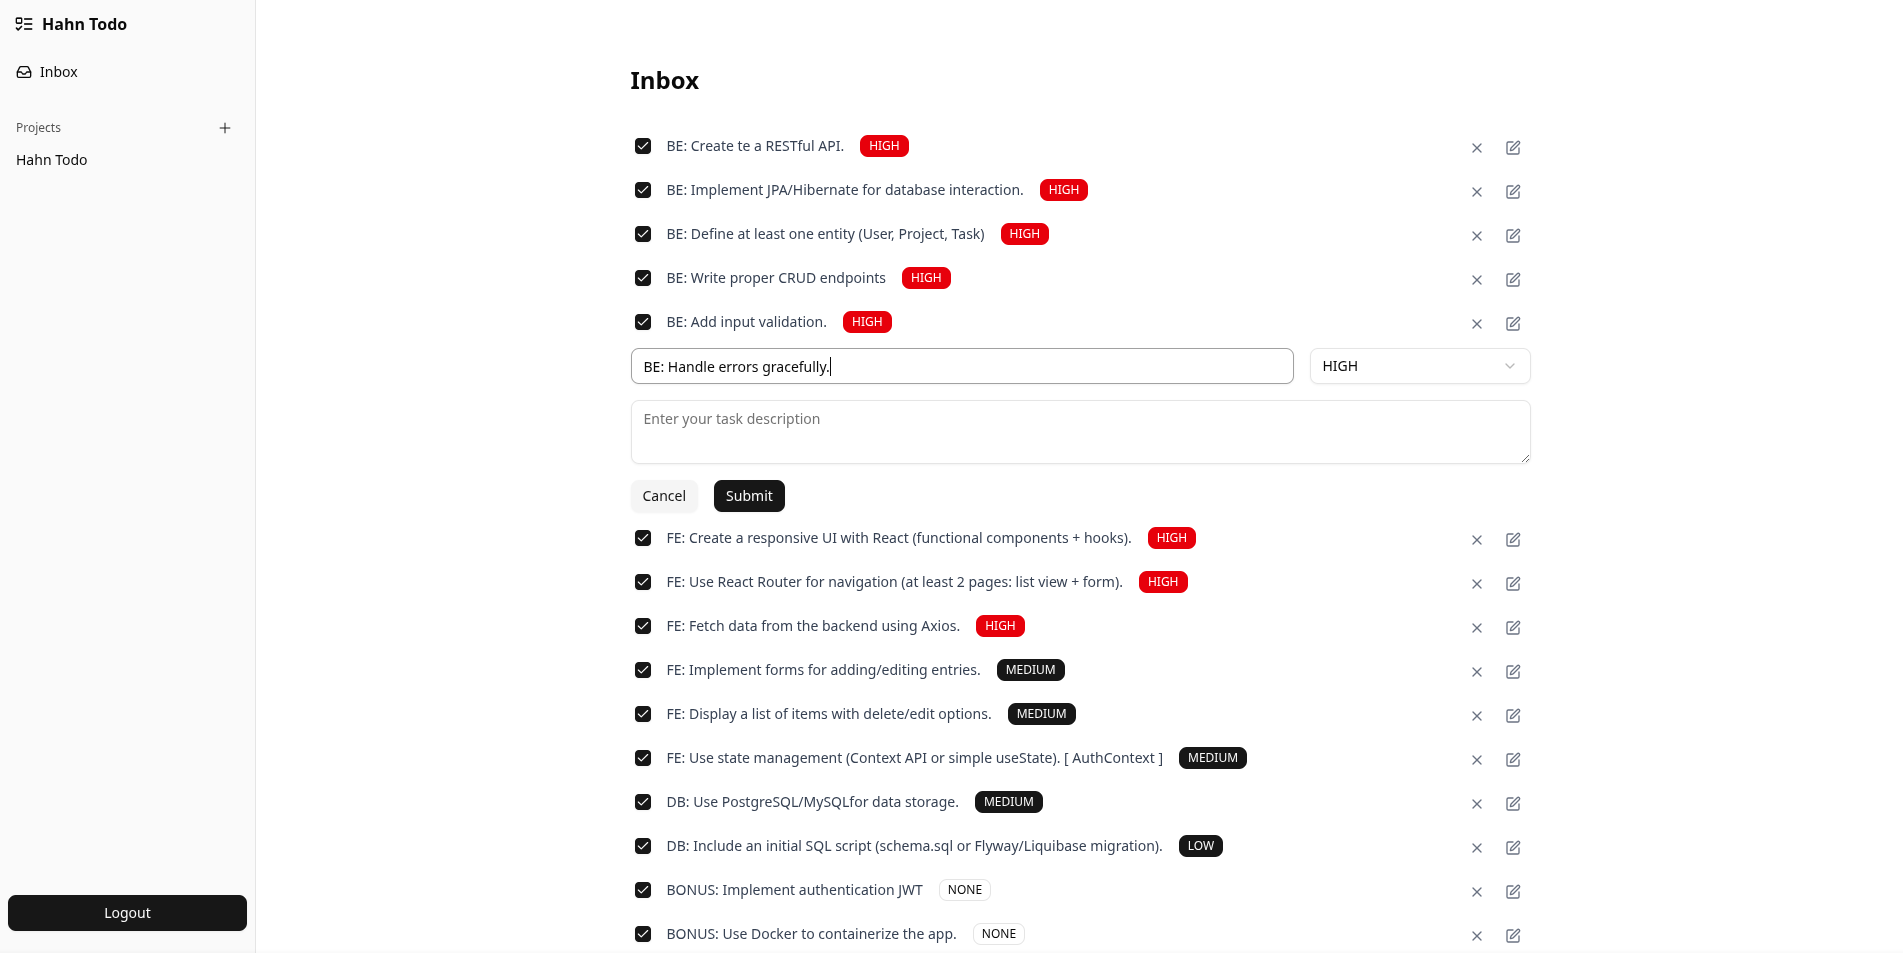 Hahn Todo
Inbox
Projects
Hahn Todo
Logout
Inbox
BE: Create te a RESTful API. HIGH
BE: Implement JPA/Hibernate for database interaction. HIGH
BE: Define at least one entity (User, Project, Task) HIGH
BE: Write proper CRUD endpoints HIGH
BE: Add input validation. HIGH
BE: Handle errors gracefully. HIGH
Enter your task description
Cancel Submit
FE: Create a responsive UI with React (functional components + hooks). HIGH
FE: Use React Router for navigation (at least 2 pages: list view + form). HIGH
FE: Fetch data from the backend using Axios. HIGH
FE: Implement forms for adding/editing entries. MEDIUM
FE: Display a list of items with delete/edit options. MEDIUM
FE: Use state management (Context API or simple useState). [ AuthContext ] MEDIUM
DB: Use PostgreSQL/MySQLfor data storage. MEDIUM
DB: Include an initial SQL script (schema.sql or Flyway/Liquibase migration). LOW
BONUS: Implement authentication JWT NONE
BONUS: Use Docker to containerize the app. NONE